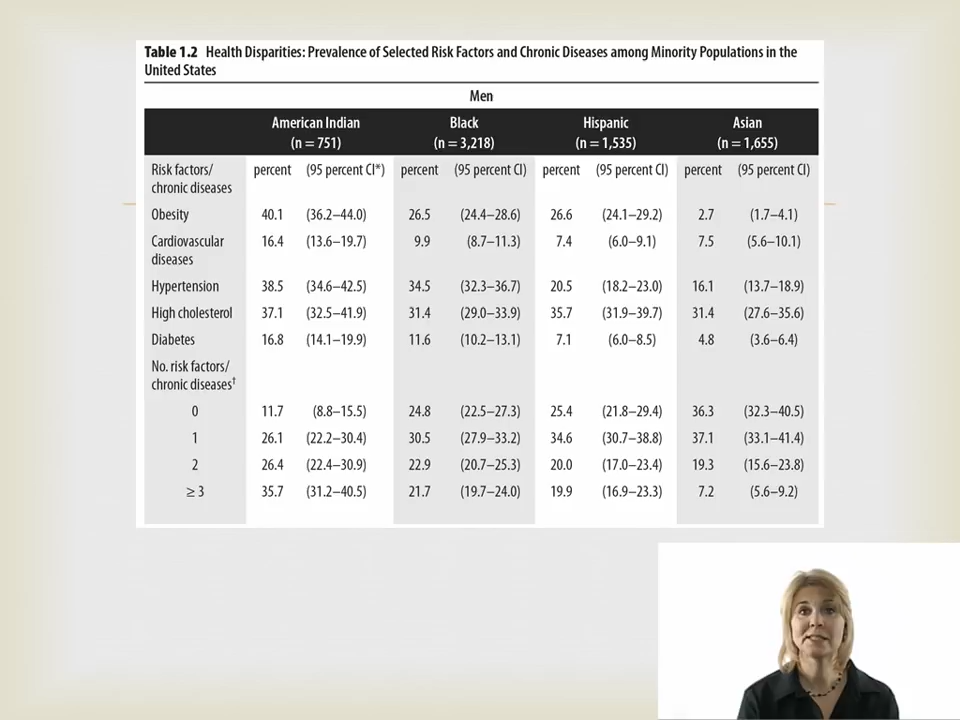 Table 1.2 Health Disparities: Prevalence of Selected Risk Factors and Chronic Diseases among Minority Populations in the
United States
Men
American Indian Black Hispanic Asian
(n = 751) (n = 3,218) (n = 1,535) (n = 1,655)
Risk factors/ percent (95 percent CI*) percent (95 percent CI) percent (95 percent CI) percent (95 percent CI)
chronic diseases
Obesity 40.1 (36.2–44.0) 26.5 (24.4–28.6) 26.6 (24.1–29.2) 2.7 (1.7–4.1)
Cardiovascular 16.4 (13.6–19.7) 9.9 (8.7–11.3) 7.4 (6.0–9.1) 7.5 (5.6–10.1)
diseases
Hypertension 38.5 (34.6–42.5) 34.5 (32.3–36.7) 20.5 (18.2–23.0) 16.1 (13.7–18.9)
High cholesterol 37.1 (32.5–41.9) 31.4 (29.0–33.9) 35.7 (31.9–39.7) 31.4 (27.6–35.6)
Diabetes 16.8 (14.1–19.9) 11.6 (10.2–13.1) 7.1 (6.0–8.5) 4.8 (3.6–6.4)
No. risk factors/
chronic diseases†
0 11.7 (8.8–15.5) 24.8 (22.5–27.3) 25.4 (21.8–29.4) 36.3 (32.3–40.5)
1 26.1 (22.2–30.4) 30.5 (27.9–33.2) 34.6 (30.7–38.8) 37.1 (33.1–41.4)
2 26.4 (22.4–30.9) 22.9 (20.7–25.3) 20.0 (17.0–23.4) 19.3 (15.6–23.8)
≥ 3 35.7 (31.2–40.5) 21.7 (19.7–24.0) 19.9 (16.9–23.3) 7.2 (5.6–9.2)